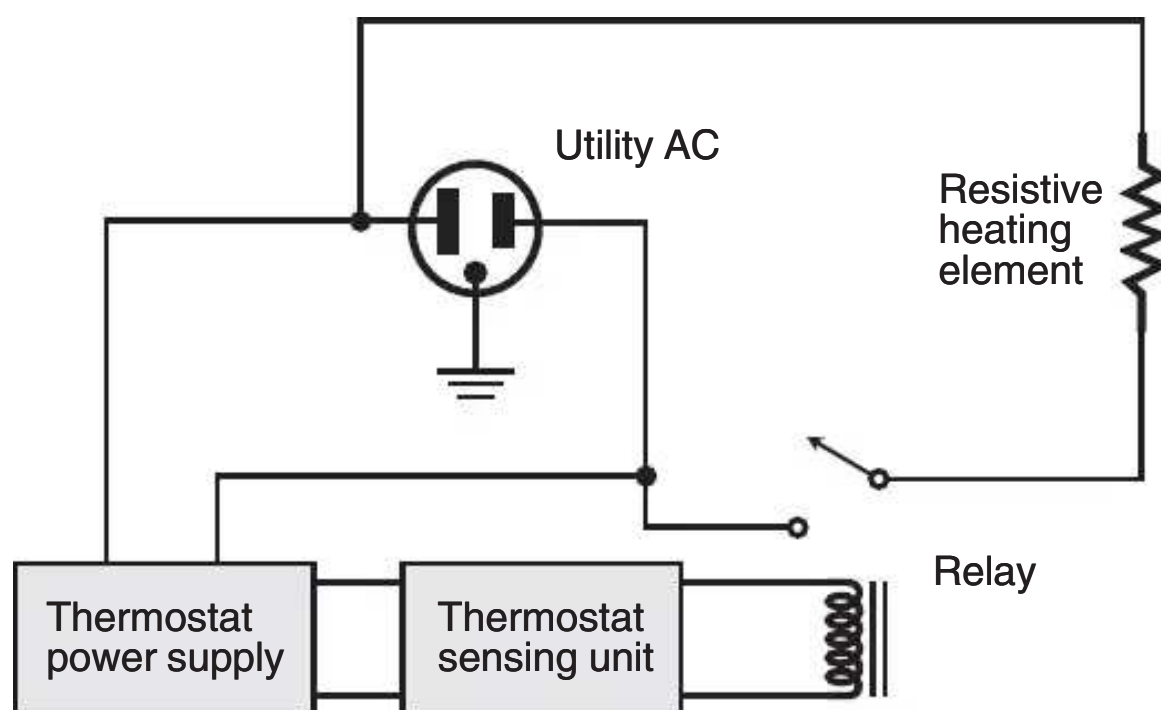 Utility AC
Resistive
heating
element
Relay
Thermostat
power supply
Thermostat
sensing unit